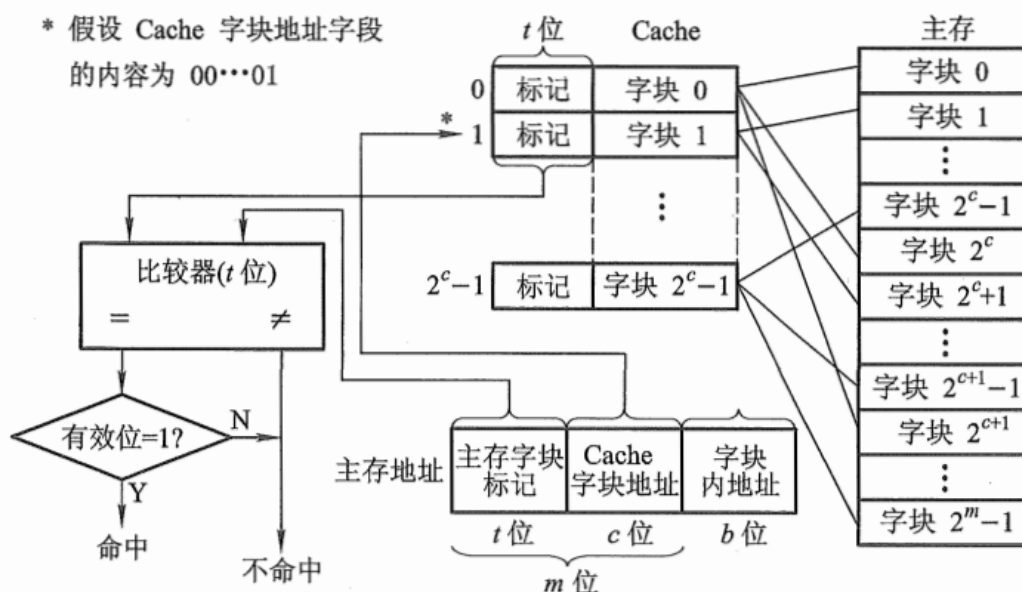 * 假设 Cache 字块地址字段
的内容为 00…01
t 位
Cache
主存
0 标记 字块 0
* 1 标记 字块 1
⋮
2^c−1 标记 字块 2^c−1
字块 0
字块 1
⋮
字块 2^c−1
字块 2^c
字块 2^c+1
⋮
字块 2^{c+1}−1
字块 2^{c+1}
⋮
字块 2^m−1
比较器(t 位)
= ≠
有效位=1?
N
Y
命中
不命中
主存地址
主存字块
标记
Cache
字块地址
字块
内地址
t 位 c 位 b 位
m 位